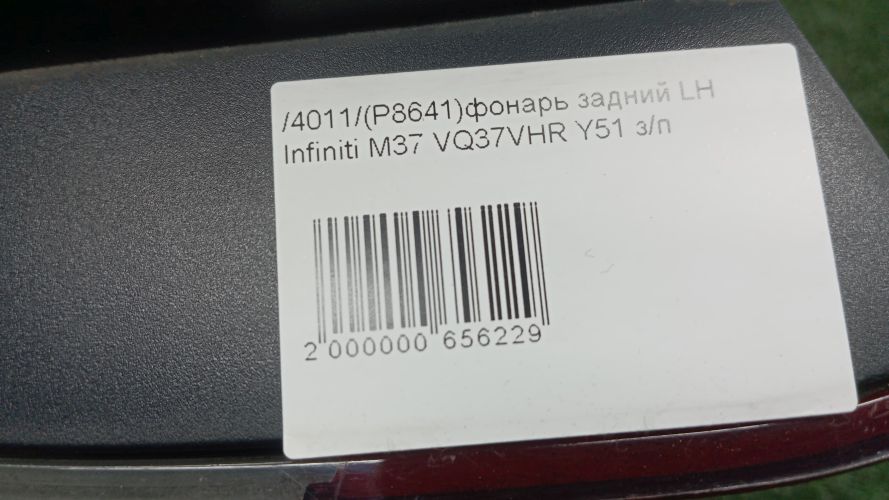 /4011/(P8641)фонарь задний LH
Infiniti M37 VQ37VHR Y51 з/п
2 000000 656229